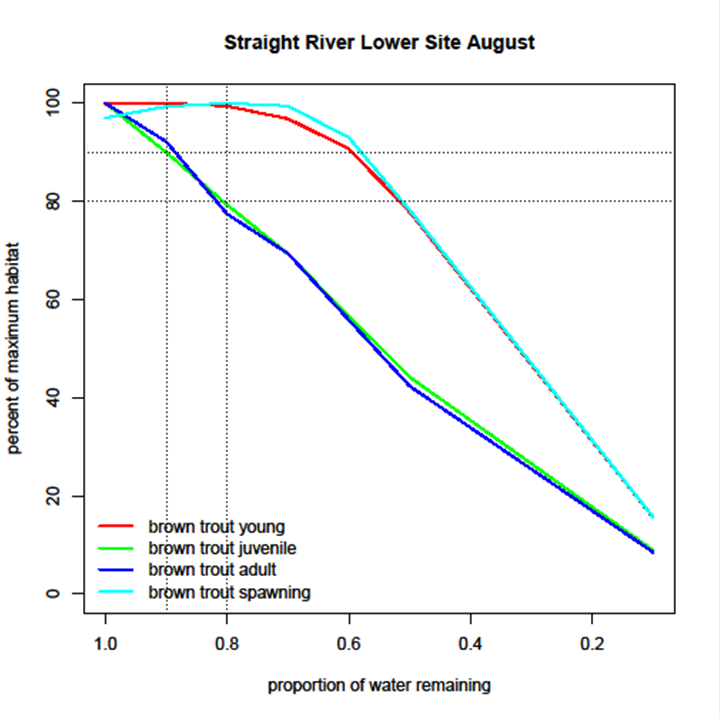 Straight River Lower Site August
percent of maximum habitat
100
80
60
40
20
0
brown trout young
brown trout juvenile
brown trout adult
brown trout spawning
1.0 0.8 0.6 0.4 0.2
proportion of water remaining